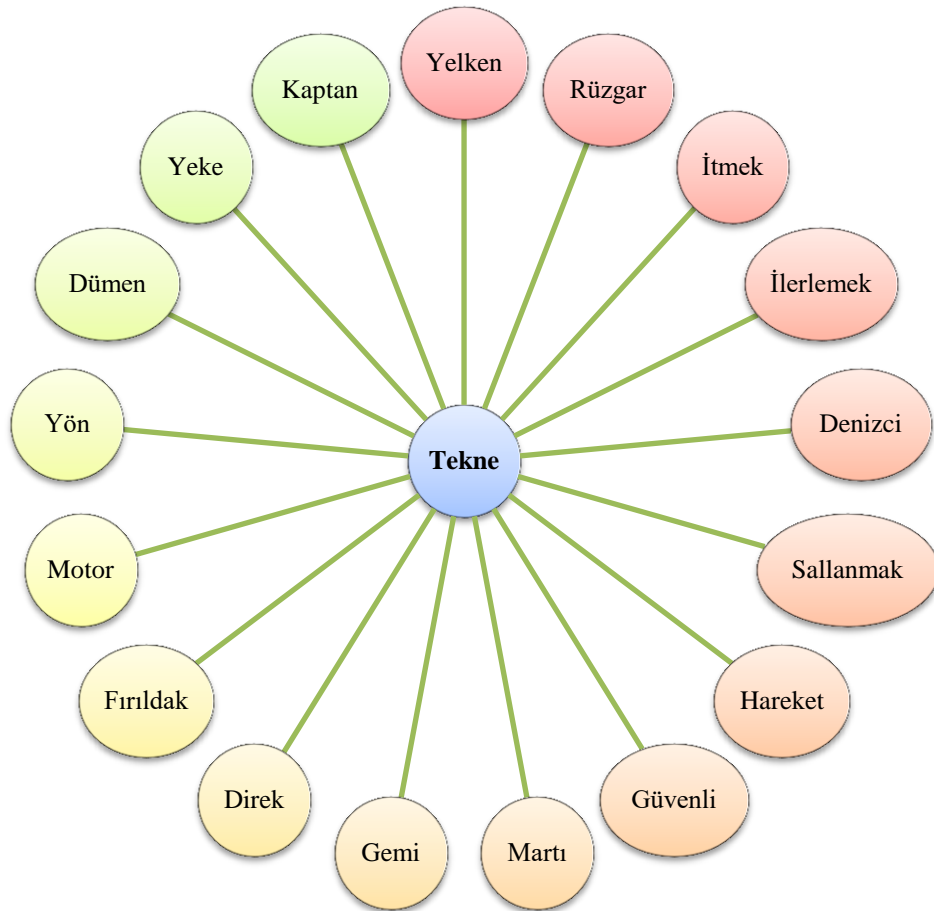 Yelken
Rüzgar
İtmek
İlerlemek
Denizci
Sallanmak
Hareket
Güvenli
Martı
Gemi
Direk
Fırıldak
Motor
Yön
Dümen
Yeke
Kaptan
Tekne